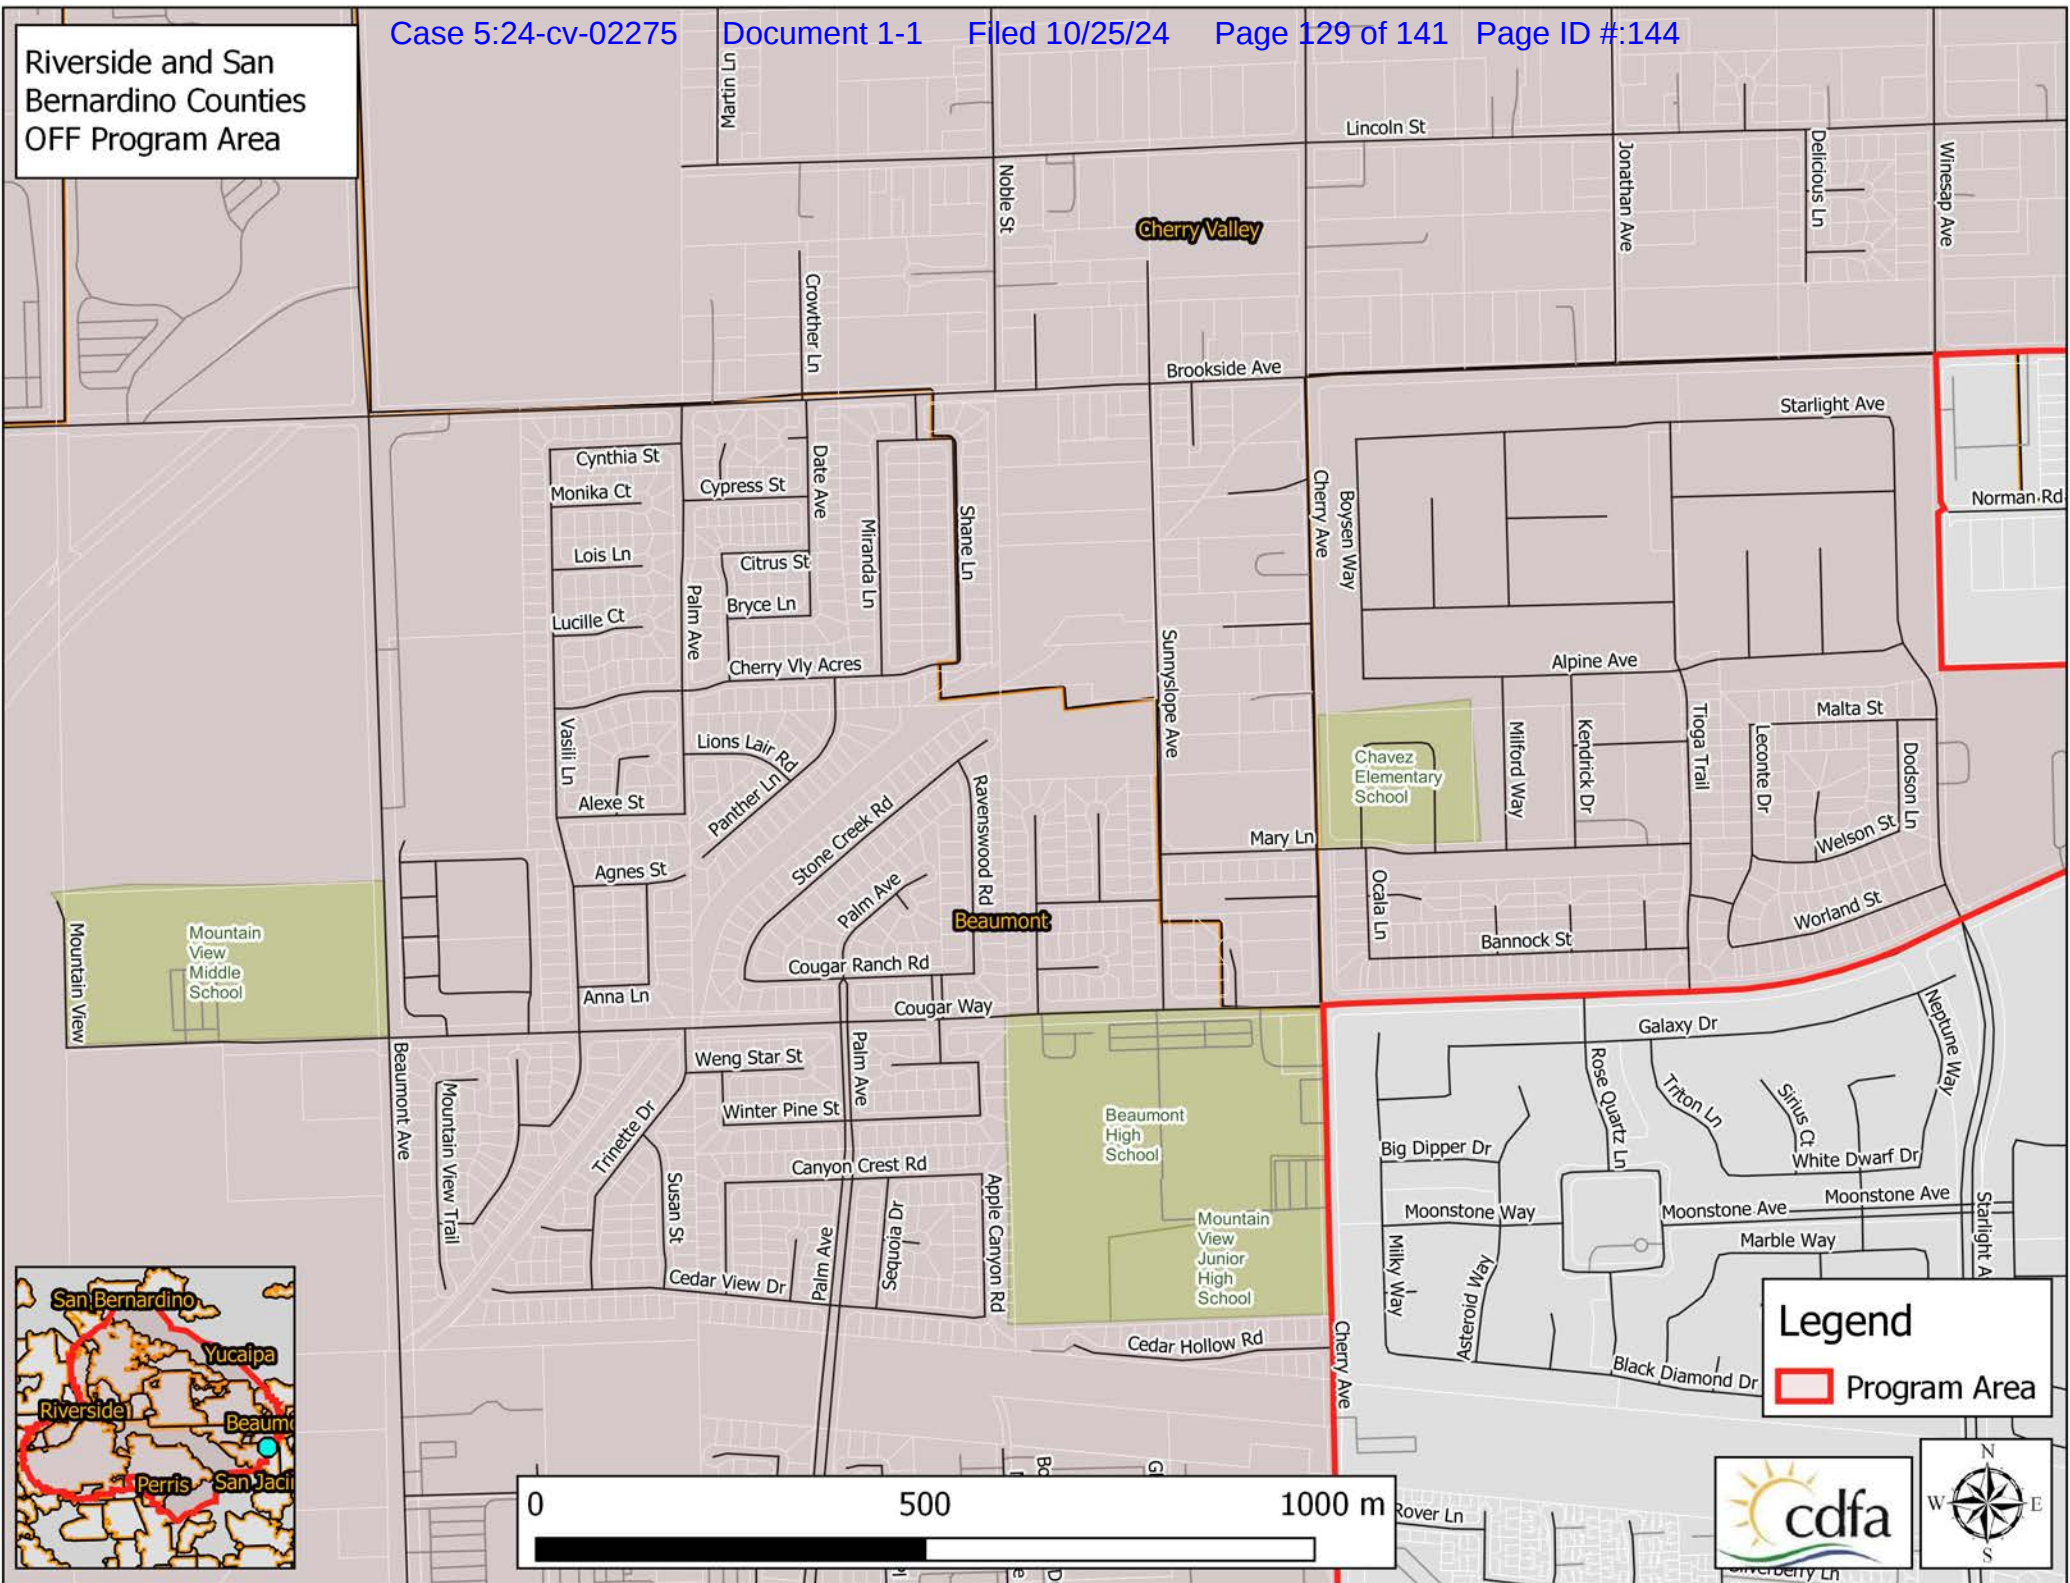 Case 5:24-cv-02275 Document 1-1 Filed 10/25/24 Page 129 of 141 Page ID #:144
Riverside and San
Bernardino Counties
OFF Program Area
Martin Ln
Lincoln St
Noble St
Cherry Valley
Jonathan Ave
Delicious Ln
Winesap Ave
Crowther Ln
Brookside Ave
Starlight Ave
Cynthia St
Monika Ct
Cypress St
Date Ave
Miranda Ln
Shane Ln
Cherry Ave
Boysen Way
Norman Rd
Lois Ln
Citrus St
Bryce Ln
Lucille Ct
Palm Ave
Cherry Vly Acres
Sunnyslope Ave
Alpine Ave
Vasili Ln
Lions Lair Rd
Panther Ln
Alexe St
Stone Creek Rd
Ravenswood Rd
Chavez
Elementary
School
Milford Way
Kendrick Dr
Tioga Trail
Leconte Dr
Malta St
Dodson Ln
Welson St
Mary Ln
Agnes St
Palm Ave
Beaumont
Ocala Ln
Worland St
Bannock St
Mountain View
Mountain
View
Middle
School
Cougar Ranch Rd
Anna Ln
Cougar Way
Galaxy Dr
Neptune Way
Beaumont Ave
Mountain View Trail
Weng Star St
Palm Ave
Winter Pine St
Trinette Dr
Susan St
Canyon Crest Rd
Apple Canyon Rd
Beaumont
High
School
Rose Quartz Ln
Triton Ln
Sirius Ct
Big Dipper Dr
White Dwarf Dr
Moonstone Way
Moonstone Ave
Moonstone Ave
Starlight A
Marble Way
Milky Way
Asteroid Way
Mountain
View
Junior
High
School
Palm Ave
Sequoia Dr
Cedar View Dr
Cedar Hollow Rd
Cherry Ave
Black Diamond Dr
San Bernardino
Yucaipa
Riverside
Beaumo
Perris
San Jaci
Legend
Program Area
0 500 1000 m
Rover Ln
Silverberry Ln
cdfa
N
W
E
S